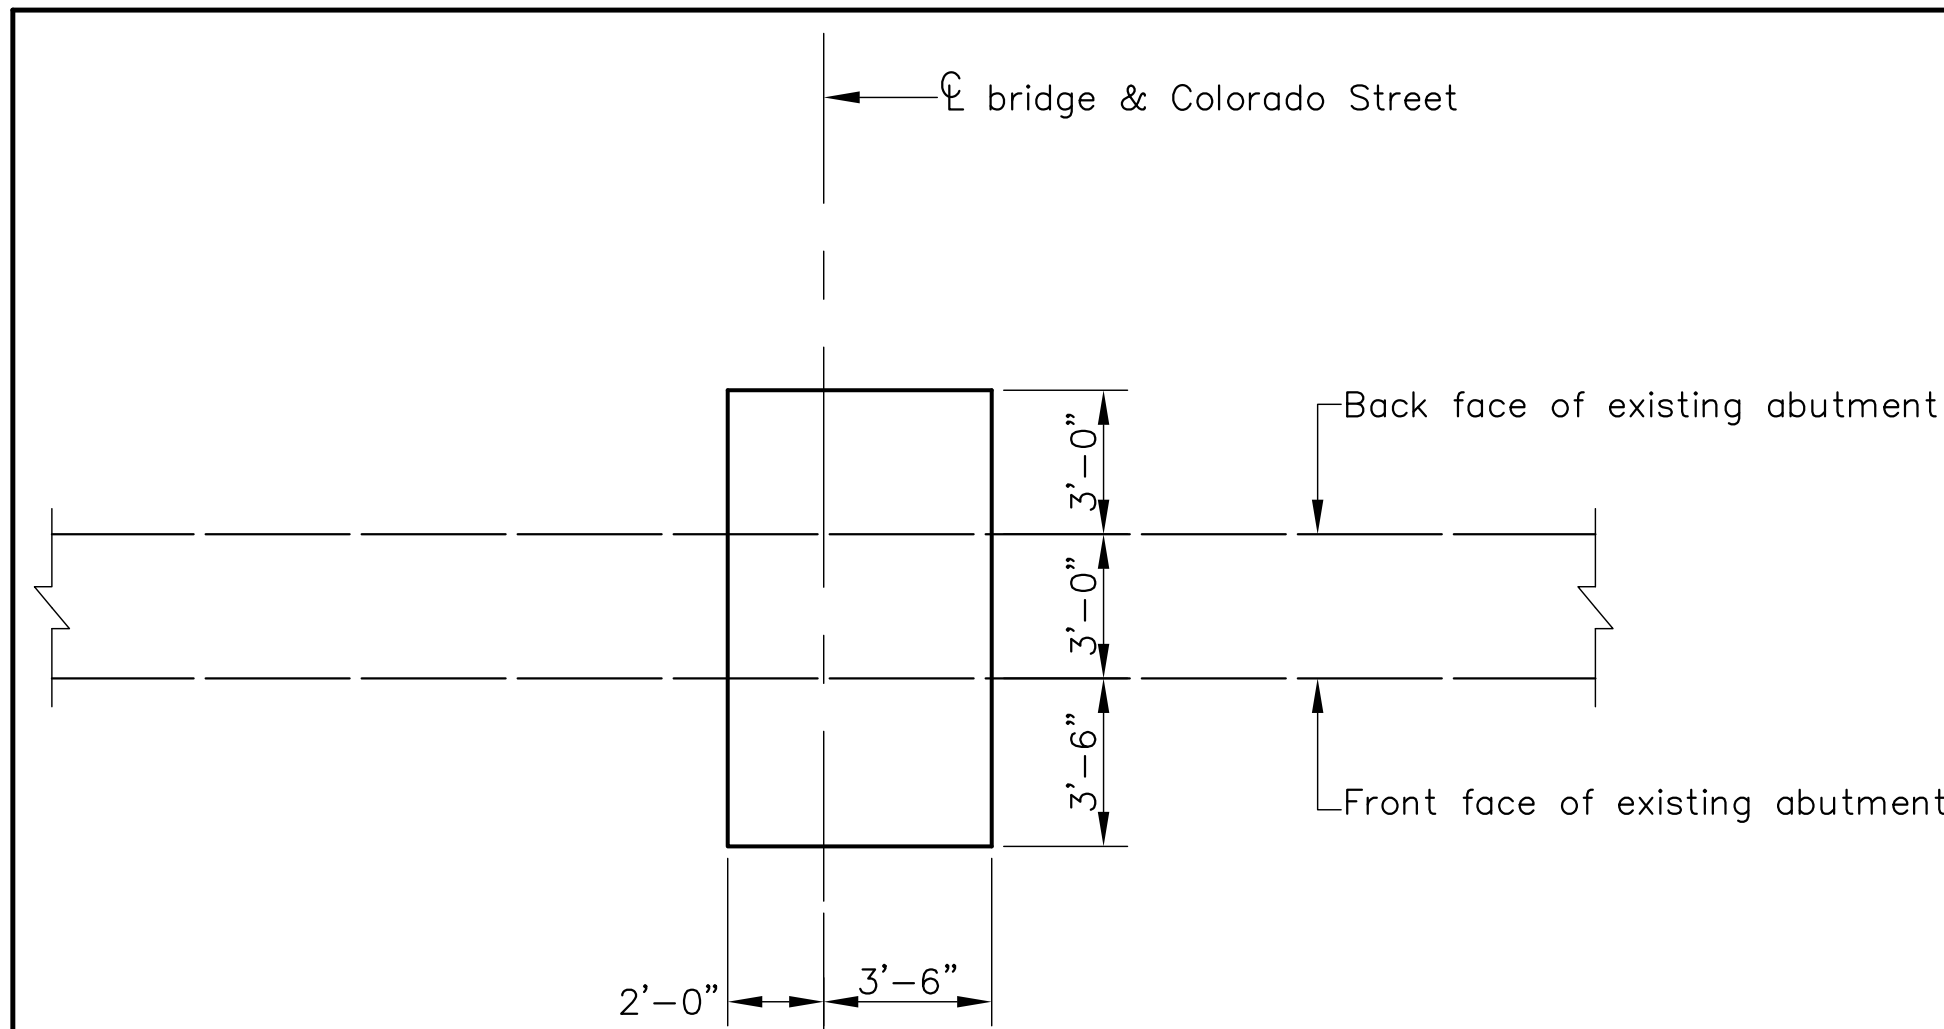 ℄ bridge & Colorado Street
Back face of existing abutment
3'-0"
3'-0"
3'-6"
Front face of existing abutment
2'-0"
3'-6"